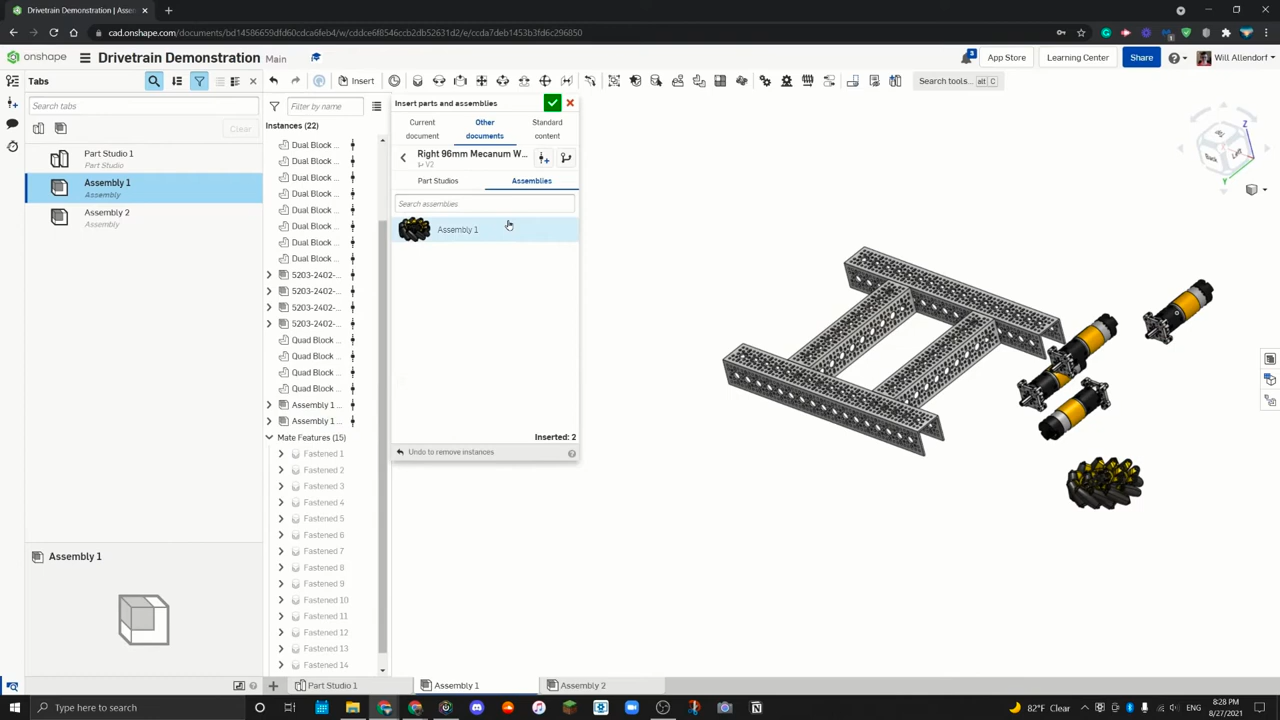 Drivetrain Demonstration | Assem
cad.onshape.com/documents/bd14586659dfd60cdca6feb4/w/cddce6f8546dcb2db52631d2/e/ccda7deb1453b3fd6c296850
onshape
Drivetrain Demonstration Main
3
App Store
Learning Center
Share
Will Allendorf
Tabs
Insert
Search tools... alt C
Search tabs
Clear
Part Studio 1
Part Studio
Assembly 1
Assembly
Assembly 2
Assembly
Filter by name
Instances (22)
Dual Block ...
Dual Block ...
Dual Block ...
Dual Block ...
Dual Block ...
Dual Block ...
Dual Block ...
Dual Block ...
5203-2402-...
5203-2402-...
5203-2402-...
5203-2402-...
Quad Block ...
Quad Block ...
Quad Block ...
Quad Block ...
Assembly 1 ...
Assembly 1 ...
Mate Features (15)
Fastened 1
Fastened 2
Fastened 3
Fastened 4
Fastened 5
Fastened 6
Fastened 7
Fastened 8
Fastened 9
Fastened 10
Fastened 11
Fastened 12
Fastened 13
Fastened 14
Insert parts and assemblies
Current document
Other documents
Standard content
Right 96mm Mecanum W...
V2
Part Studios
Assemblies
Search assemblies
Assembly 1
Inserted: 2
Undo to remove instances
Z
Y
Back
Left
Assembly 1
Part Studio 1
Assembly 1
Assembly 2
Type here to search
82°F Clear
8:28 PM
8/27/2021